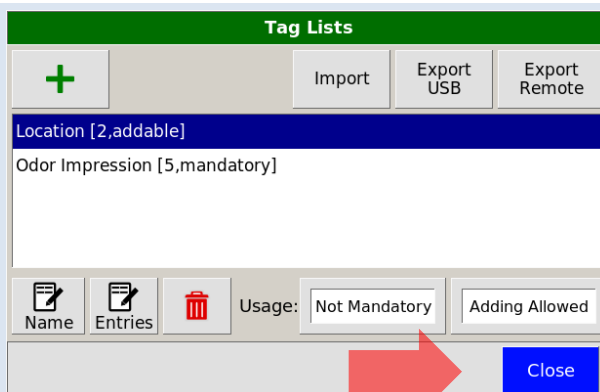 Tag Lists
Import
Export
USB
Export
Remote
Location [2,addable]
Odor Impression [5,mandatory]
Name
Entries
Usage:
Not Mandatory
Adding Allowed
Close